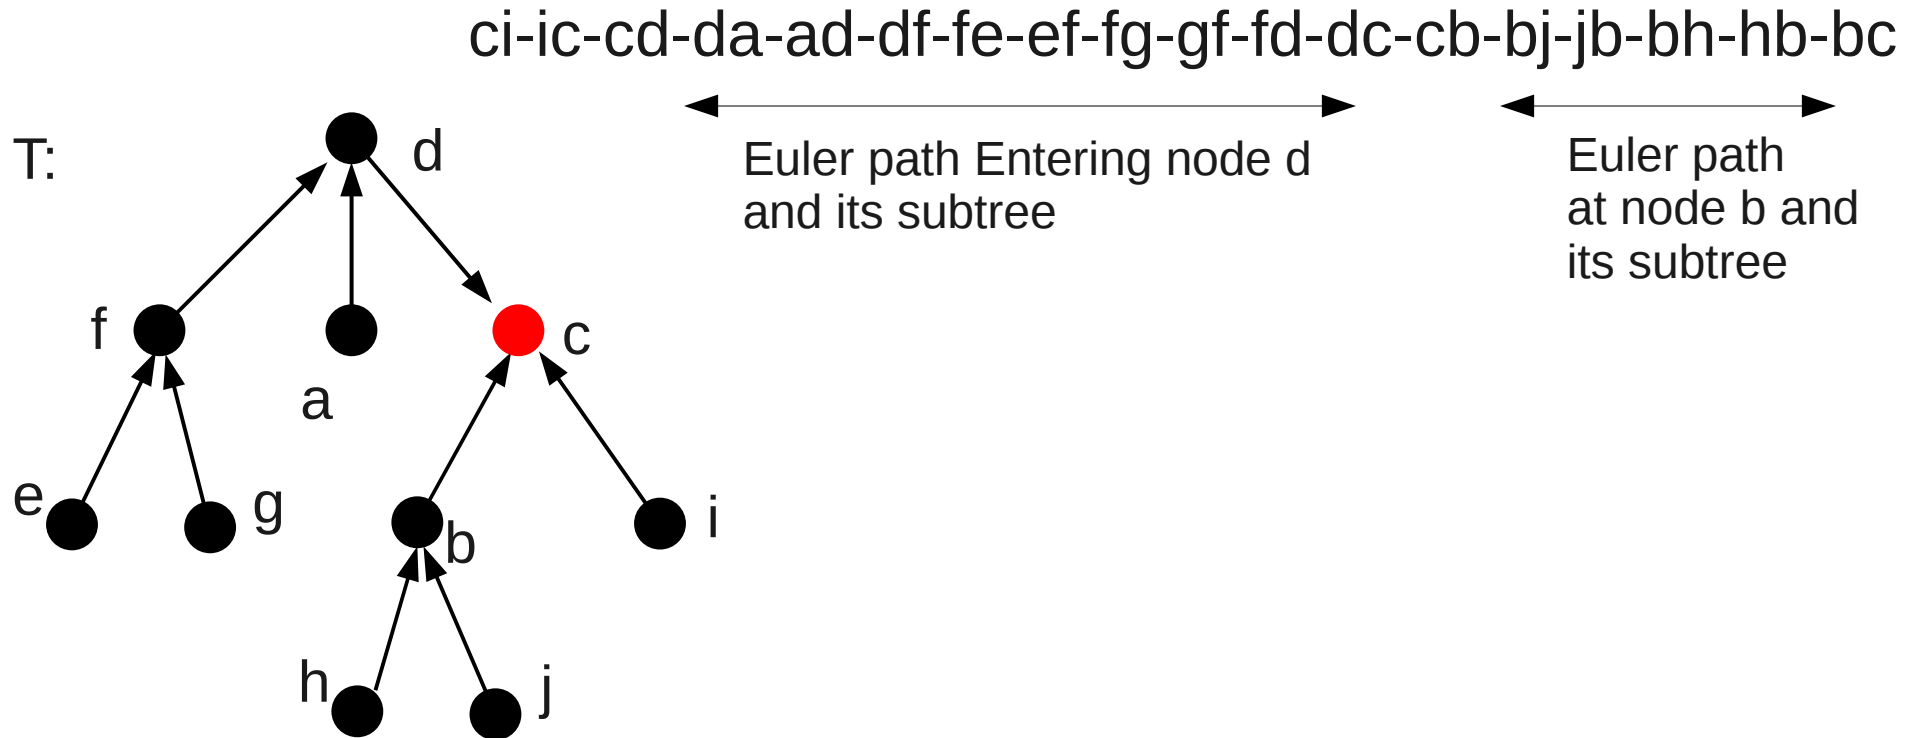 ci-ic-cd-da-ad-df-fe-ef-fg-gf-fd-dc-cb-bj-jb-bh-hb-bc
T:
d
Euler path Entering node d
and its subtree
Euler path
at node b and
its subtree
f
a
c
e
g
b
i
h
j